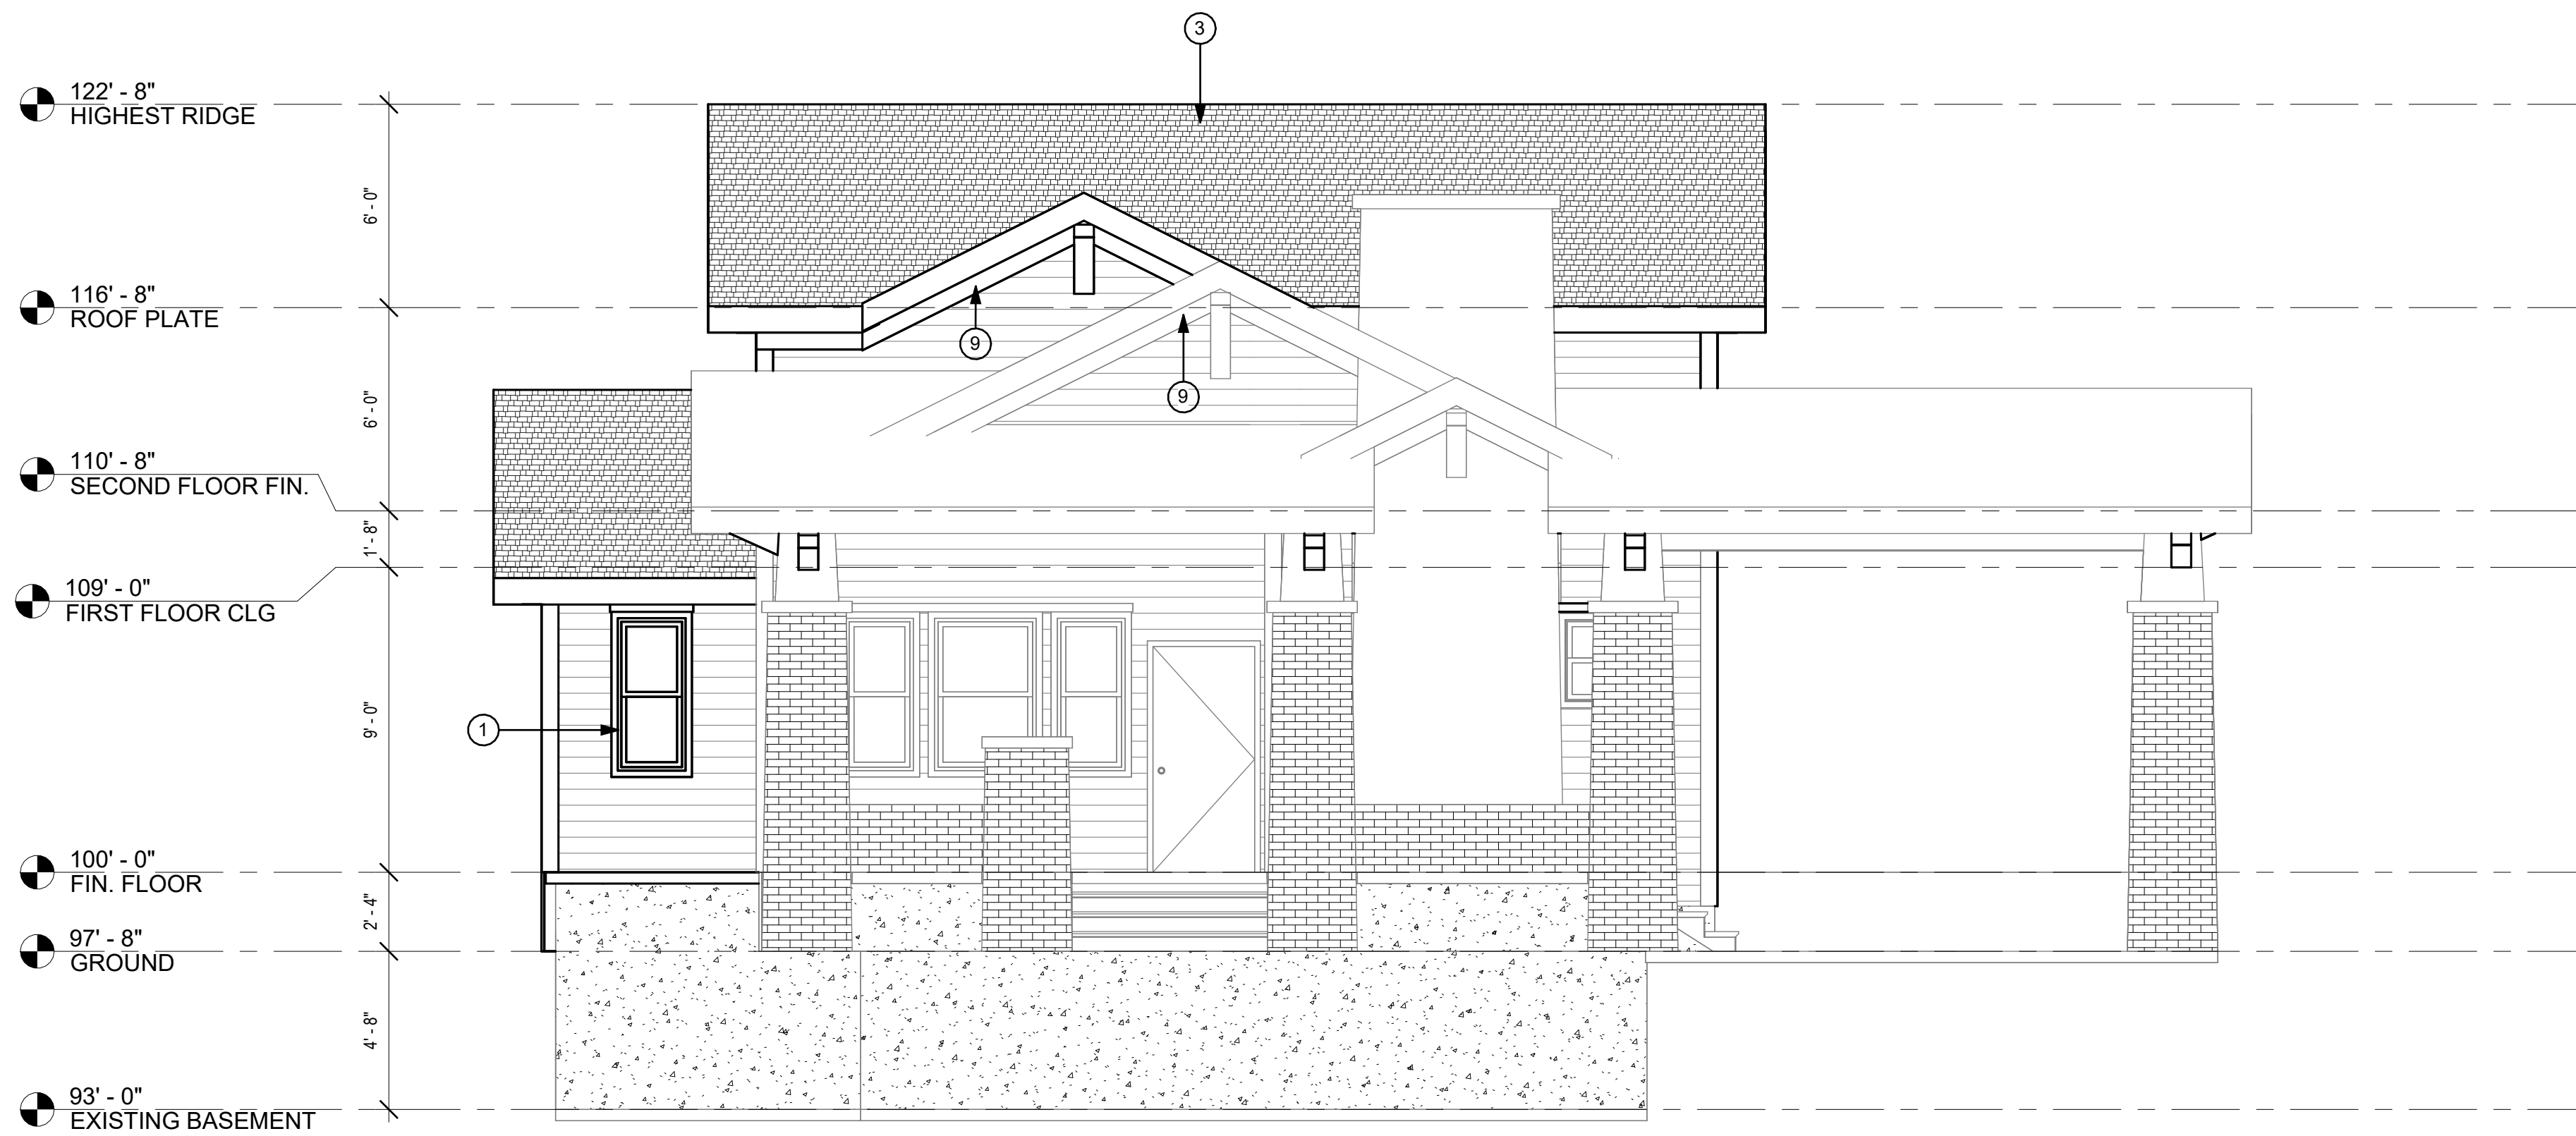 3
122' - 8"
HIGHEST RIDGE
6' - 0"
116' - 8"
ROOF PLATE
9
9
6' - 0"
110' - 8"
SECOND FLOOR FIN.
1' - 8"
109' - 0"
FIRST FLOOR CLG
9' - 0"
1
100' - 0"
FIN. FLOOR
2' - 4"
97' - 8"
GROUND
4' - 8"
93' - 0"
EXISTING BASEMENT